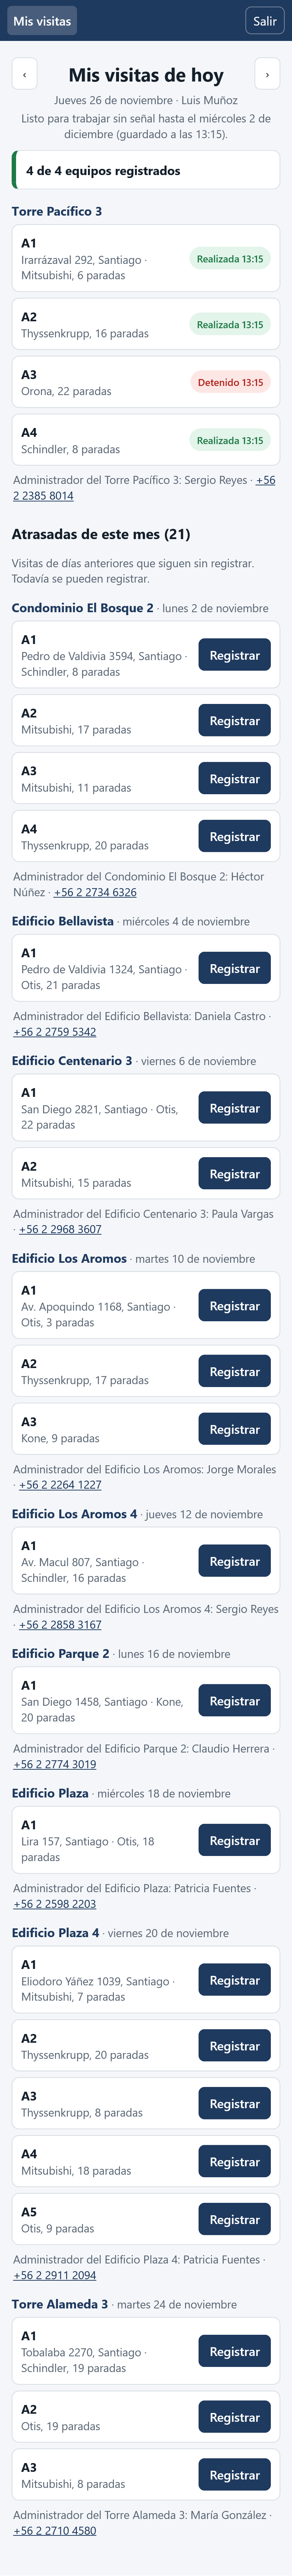 Mis visitas
Salir
‹
Mis visitas de hoy
›
Jueves 26 de noviembre · Luis Muñoz
Listo para trabajar sin señal hasta el miércoles 2 de
diciembre (guardado a las 13:15).
4 de 4 equipos registrados
Torre Pacífico 3
A1
Irarrázaval 292, Santiago ·
Mitsubishi, 6 paradas
Realizada 13:15
A2
Thyssenkrupp, 16 paradas
Realizada 13:15
A3
Orona, 22 paradas
Detenido 13:15
A4
Schindler, 8 paradas
Realizada 13:15
Administrador del Torre Pacífico 3: Sergio Reyes · +56
2 2385 8014
Atrasadas de este mes (21)
Visitas de días anteriores que siguen sin registrar.
Todavía se pueden registrar.
Condominio El Bosque 2 · lunes 2 de noviembre
A1
Pedro de Valdivia 3594, Santiago ·
Schindler, 8 paradas
Registrar
A2
Mitsubishi, 17 paradas
Registrar
A3
Mitsubishi, 11 paradas
Registrar
A4
Thyssenkrupp, 20 paradas
Registrar
Administrador del Condominio El Bosque 2: Héctor
Núñez · +56 2 2734 6326
Edificio Bellavista · miércoles 4 de noviembre
A1
Pedro de Valdivia 1324, Santiago ·
Otis, 21 paradas
Registrar
Administrador del Edificio Bellavista: Daniela Castro ·
+56 2 2759 5342
Edificio Centenario 3 · viernes 6 de noviembre
A1
San Diego 2821, Santiago · Otis,
22 paradas
Registrar
A2
Mitsubishi, 15 paradas
Registrar
Administrador del Edificio Centenario 3: Paula Vargas
· +56 2 2968 3607
Edificio Los Aromos · martes 10 de noviembre
A1
Av. Apoquindo 1168, Santiago ·
Otis, 3 paradas
Registrar
A2
Thyssenkrupp, 17 paradas
Registrar
A3
Kone, 9 paradas
Registrar
Administrador del Edificio Los Aromos: Jorge Morales
· +56 2 2264 1227
Edificio Los Aromos 4 · jueves 12 de noviembre
A1
Av. Macul 807, Santiago ·
Schindler, 16 paradas
Registrar
Administrador del Edificio Los Aromos 4: Sergio Reyes
· +56 2 2858 3167
Edificio Parque 2 · lunes 16 de noviembre
A1
San Diego 1458, Santiago · Kone,
20 paradas
Registrar
Administrador del Edificio Parque 2: Claudio Herrera ·
+56 2 2774 3019
Edificio Plaza · miércoles 18 de noviembre
A1
Lira 157, Santiago · Otis, 18
paradas
Registrar
Administrador del Edificio Plaza: Patricia Fuentes ·
+56 2 2598 2203
Edificio Plaza 4 · viernes 20 de noviembre
A1
Eliodoro Yáñez 1039, Santiago ·
Mitsubishi, 7 paradas
Registrar
A2
Thyssenkrupp, 20 paradas
Registrar
A3
Thyssenkrupp, 8 paradas
Registrar
A4
Mitsubishi, 18 paradas
Registrar
A5
Otis, 9 paradas
Registrar
Administrador del Edificio Plaza 4: Patricia Fuentes ·
+56 2 2911 2094
Torre Alameda 3 · martes 24 de noviembre
A1
Tobalaba 2270, Santiago ·
Schindler, 19 paradas
Registrar
A2
Otis, 19 paradas
Registrar
A3
Mitsubishi, 8 paradas
Registrar
Administrador del Torre Alameda 3: María González ·
+56 2 2710 4580